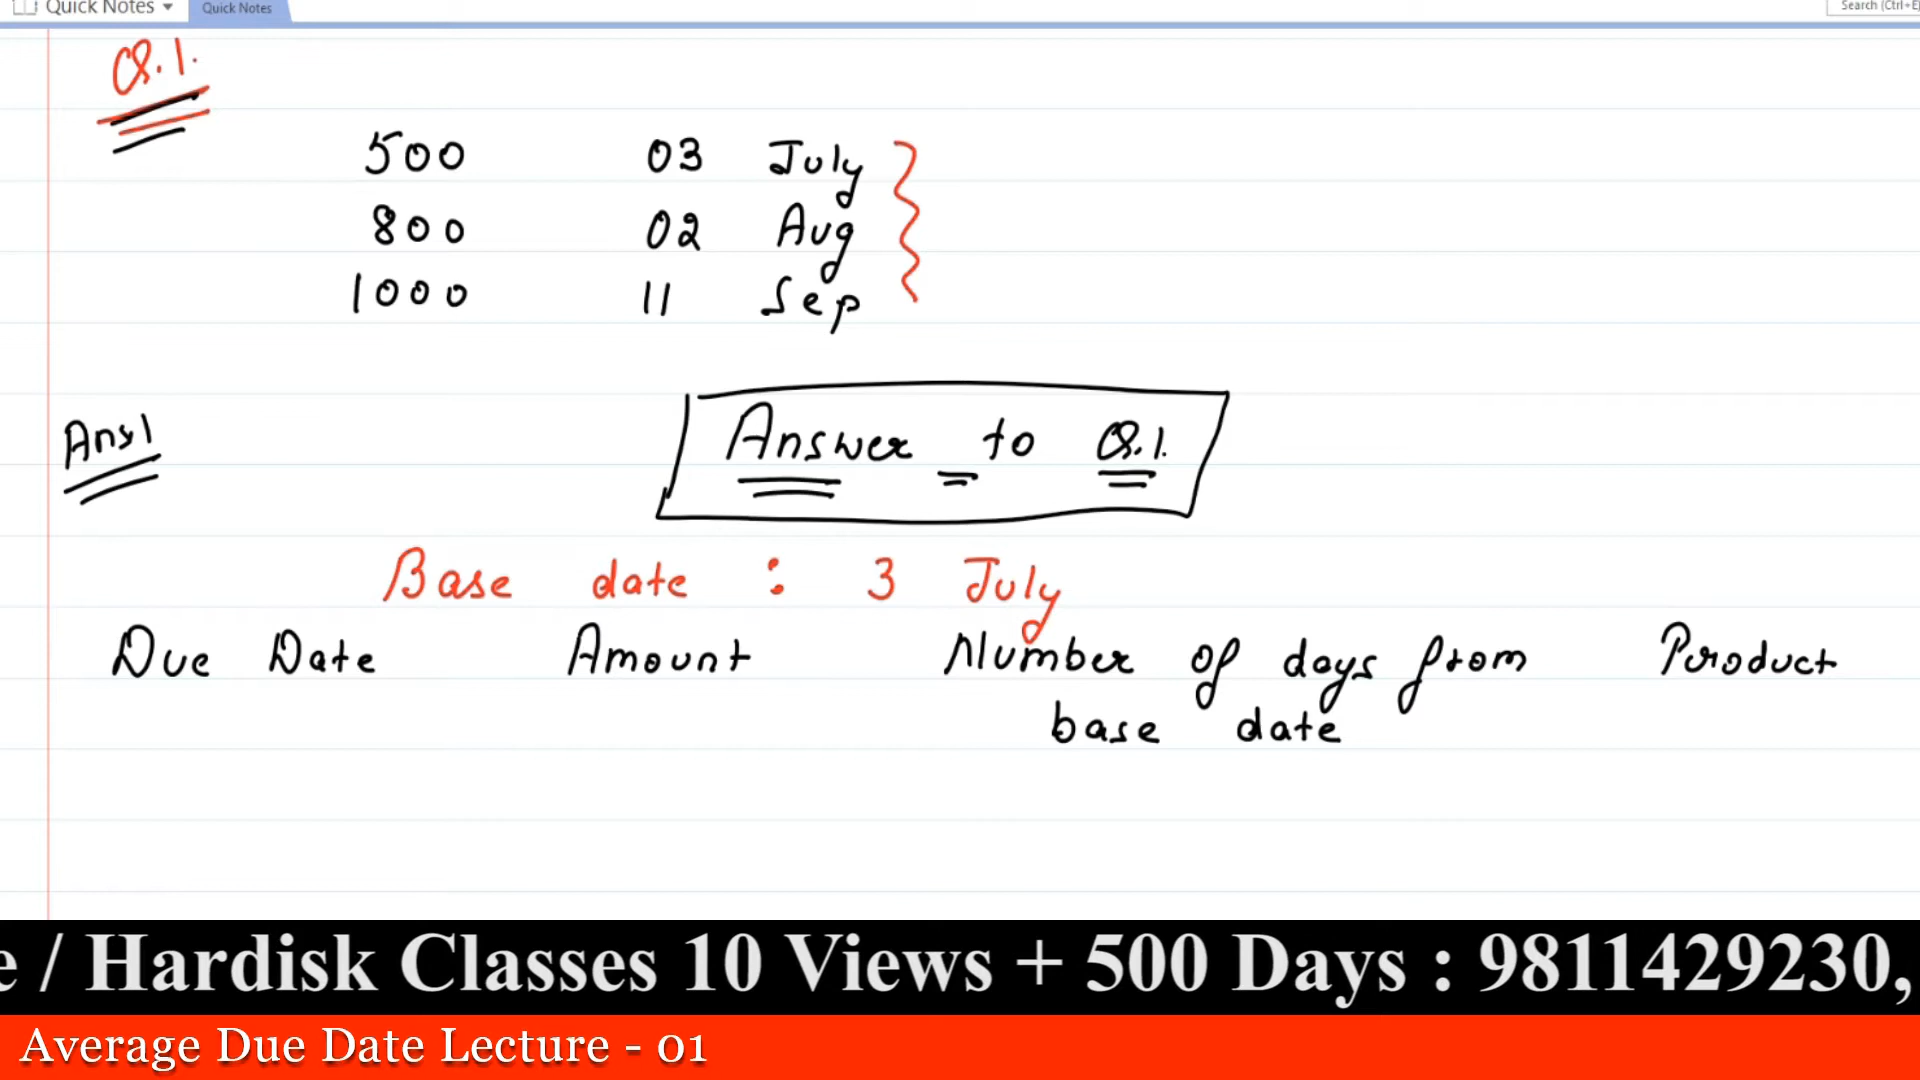 Quick Notes
Quick Notes
Search (Ctrl+E)
Q.1.
500 03 July
800 02 Aug
1000 11 Sep
Ans1
Answer to Q.1.
Base date : 3 July
Due Date Amount Number of days from base date Product
/ Hardisk Classes 10 Views + 500 Days : 9811429230,
Average Due Date Lecture - 01